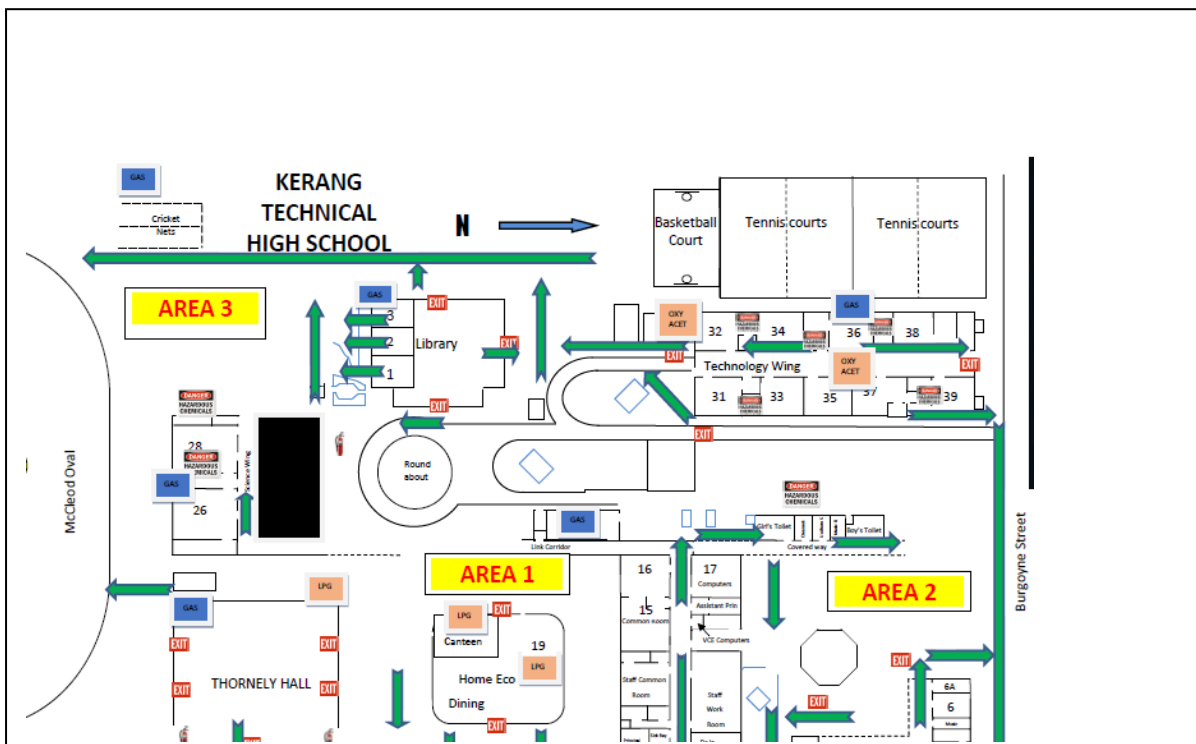 GAS
KERANG
TECHNICAL
HIGH SCHOOL
N
Cricket
Nets
Basketball
Court
Tennis courts
Tennis courts
AREA 3
GAS
EXIT
3
2
1
Library
EXIT
EXIT
OXY
ACET
GAS
32
34
36
38
DANGER
HAZARDOUS
CHEMICALS
EXIT
Technology Wing
OXY
ACET
EXIT
31
33
35
37
39
EXIT
DANGER
HAZARDOUS
CHEMICALS
28
DANGER
HAZARDOUS
CHEMICALS
GAS
26
Science Wing
Round
about
McCleod Oval
DANGER
HAZARDOUS
CHEMICALS
GAS
Link Corridor
Girl's Toilet
Boy's Toilet
Covered way
Burgoyne Street
AREA 1
AREA 2
16
15
Common Room
17
Computers
Assistant Prin
VCE Computers
GAS
LPG
EXIT
EXIT
THORNELY HALL
EXIT
EXIT
LPG
EXIT
Canteen
19
LPG
Home Eco
Dining
EXIT
Staff Common
Room
Staff
Work
Room
EXIT
EXIT
6A
6